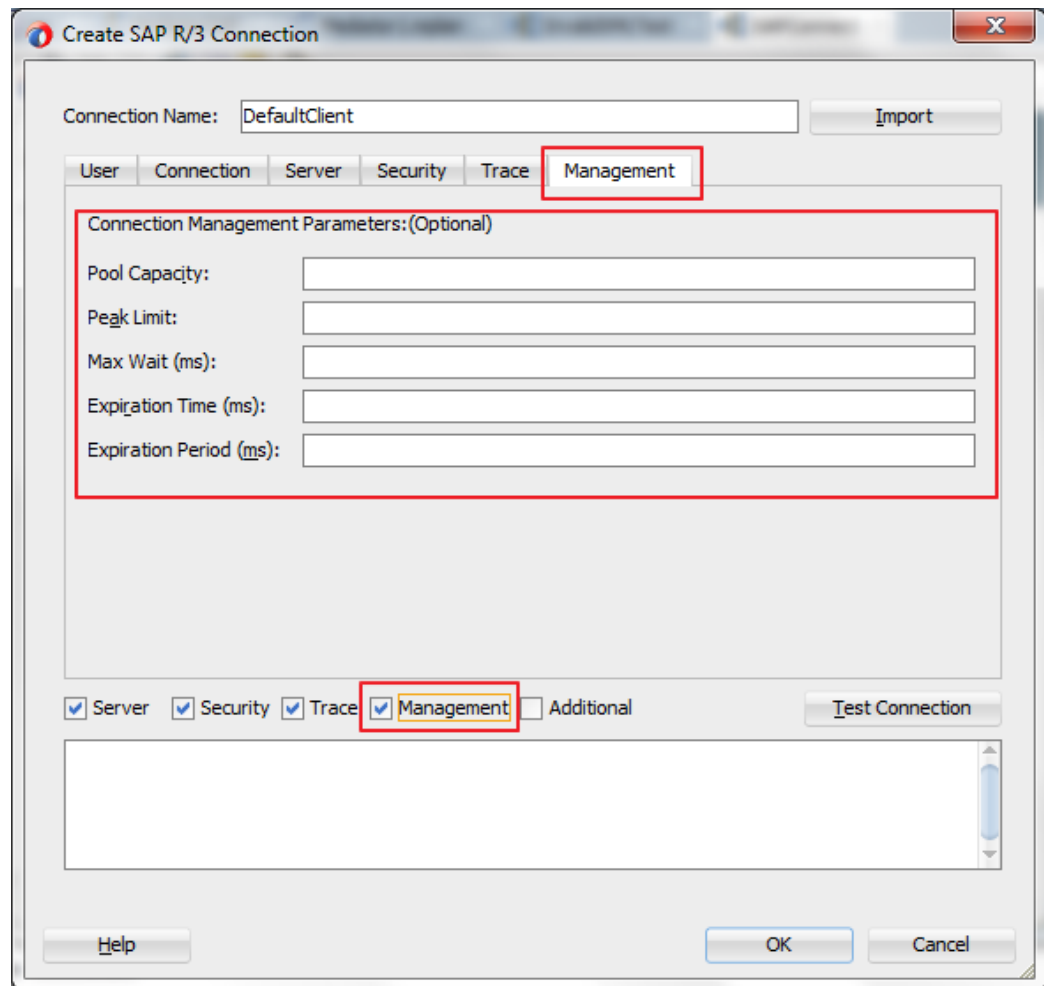 Create SAP R/3 Connection
Connection Name: DefaultClient Import
User Connection Server Security Trace Management
Connection Management Parameters:(Optional)
Pool Capacity:
Peak Limit:
Max Wait (ms):
Expiration Time (ms):
Expiration Period (ms):
Server Security Trace Management Additional Test Connection
Help OK Cancel